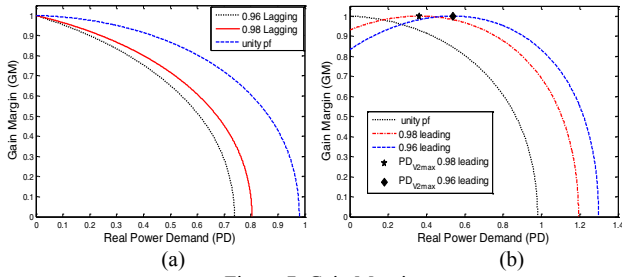 0.96 Lagging
0.98 Lagging
unity pf
Gain Margin (GM)
1
0.9
0.8
0.7
0.6
0.5
0.4
0.3
0.2
0.1
0
0 0.1 0.2 0.3 0.4 0.5 0.6 0.7 0.8 0.9 1
Real Power Demand (PD)
(a)
Gain Margin (GM)
1
0.9
0.8
0.7
0.6
0.5
0.4
0.3
0.2
0.1
0
unity pf
0.98 leading
0.96 leading
PD_V2max 0.98 leading
PD_V2max 0.96 leading
0 0.2 0.4 0.6 0.8 1 1.2 1.4
Real Power Demand (PD)
(b)